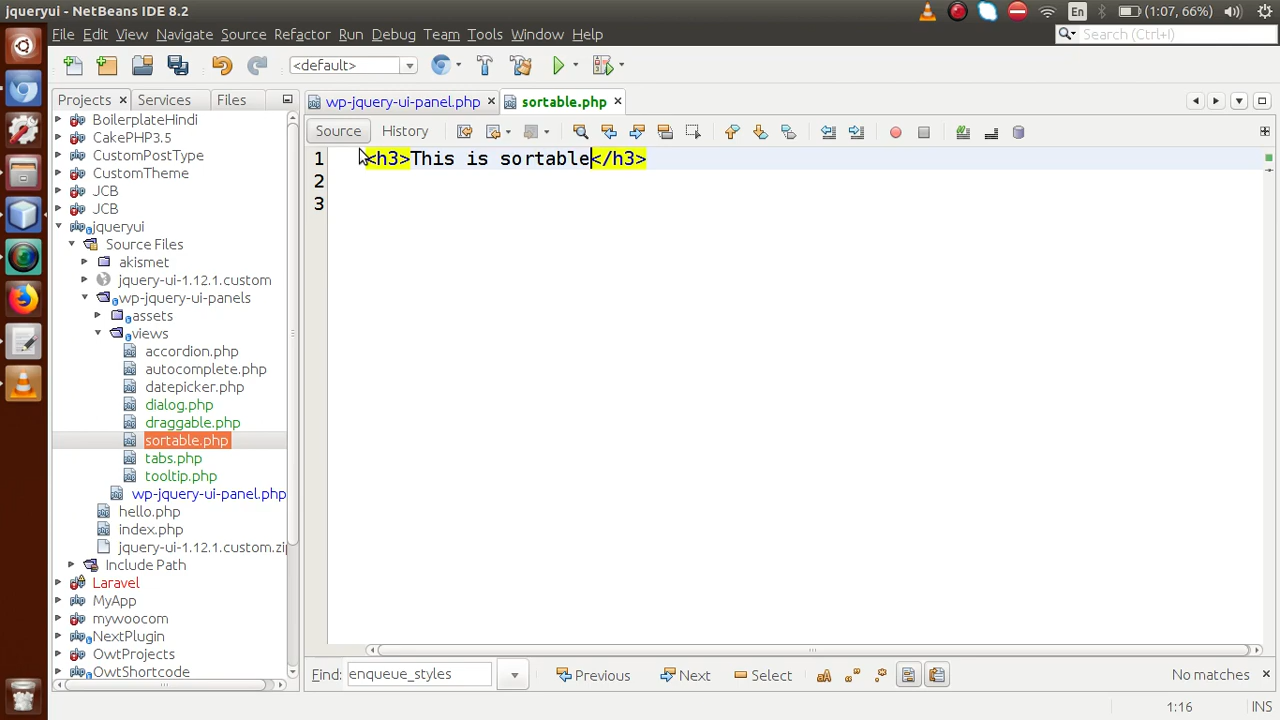 jqueryui - NetBeans IDE 8.2
En (1:07, 66%)
File Edit View Navigate Source Refactor Run Debug Team Tools Window Help
Search (Ctrl+I)
<default>
Projects Services Files
wp-jquery-ui-panel.php sortable.php
Source History
BoilerplateHindi
CakePHP3.5
CustomPostType
CustomTheme
JCB
JCB
jqueryui
Source Files
akismet
jquery-ui-1.12.1.custom
wp-jquery-ui-panels
assets
views
accordion.php
autocomplete.php
datepicker.php
dialog.php
draggable.php
sortable.php
tabs.php
tooltip.php
wp-jquery-ui-panel.php
hello.php
index.php
jquery-ui-1.12.1.custom.zi
Include Path
Laravel
MyApp
mywoocom
NextPlugin
OwtProjects
OwtShortcode
1 <h3>This is sortable</h3>
2
3
Find: enqueue_styles Previous Next Select No matches
1:16 INS